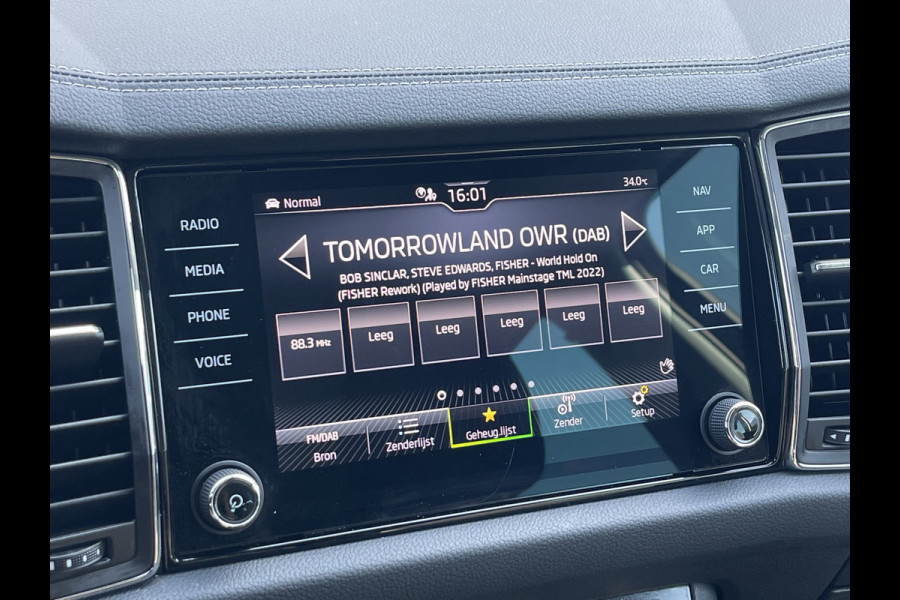 Normal
16:01
34.0°C
TOMORROWLAND OWR (DAB)
BOB SINCLAR, STEVE EDWARDS, FISHER - World Hold On
(FISHER Rework) (Played by FISHER Mainstage TML 2022)
88.3 MHz
Leeg
Leeg
Leeg
Leeg
Leeg
FM/DAB
Bron
Zenderlijst
Geheug.lijst
Zender
Setup
RADIO
MEDIA
PHONE
VOICE
NAV
APP
CAR
MENU